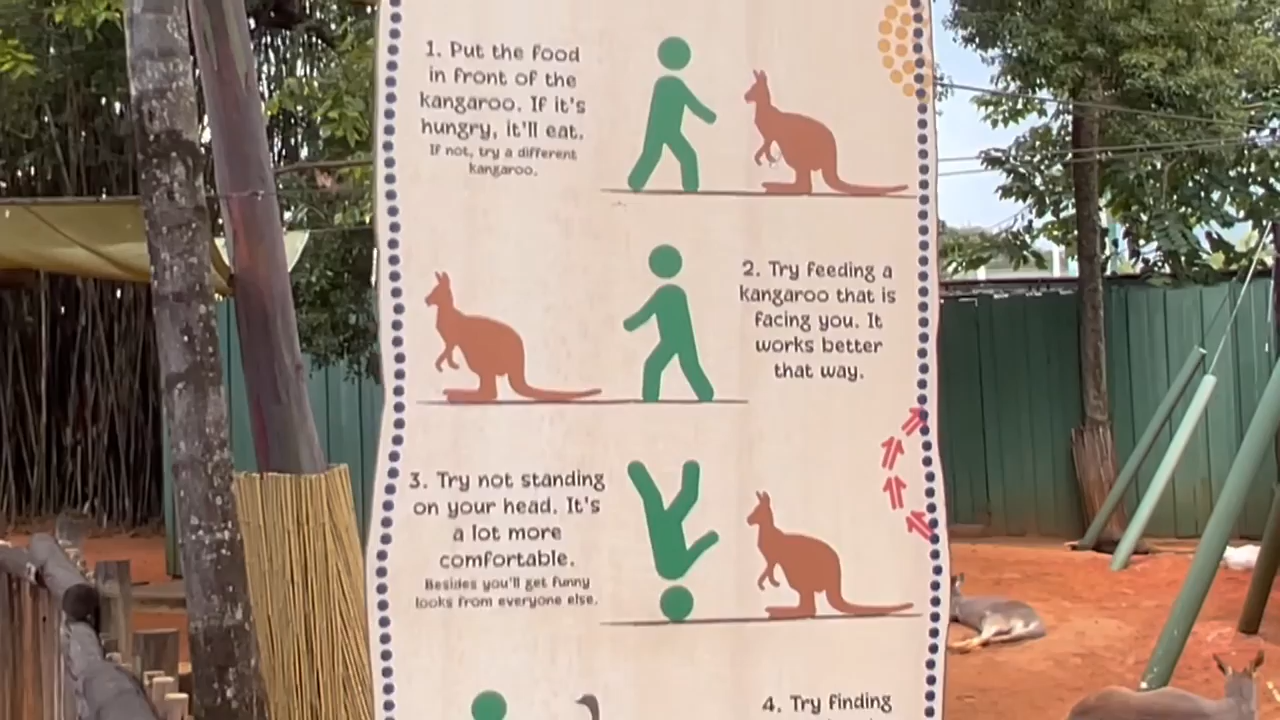 1. Put the food
in front of the
kangaroo. If it's
hungry, it'll eat.
If not, try a different
kangaroo.
2. Try feeding a
kangaroo that is
facing you. It
works better
that way.
3. Try not standing
on your head. It's
a lot more
comfortable.
Besides you'll get funny
looks from everyone else.
4. Try finding